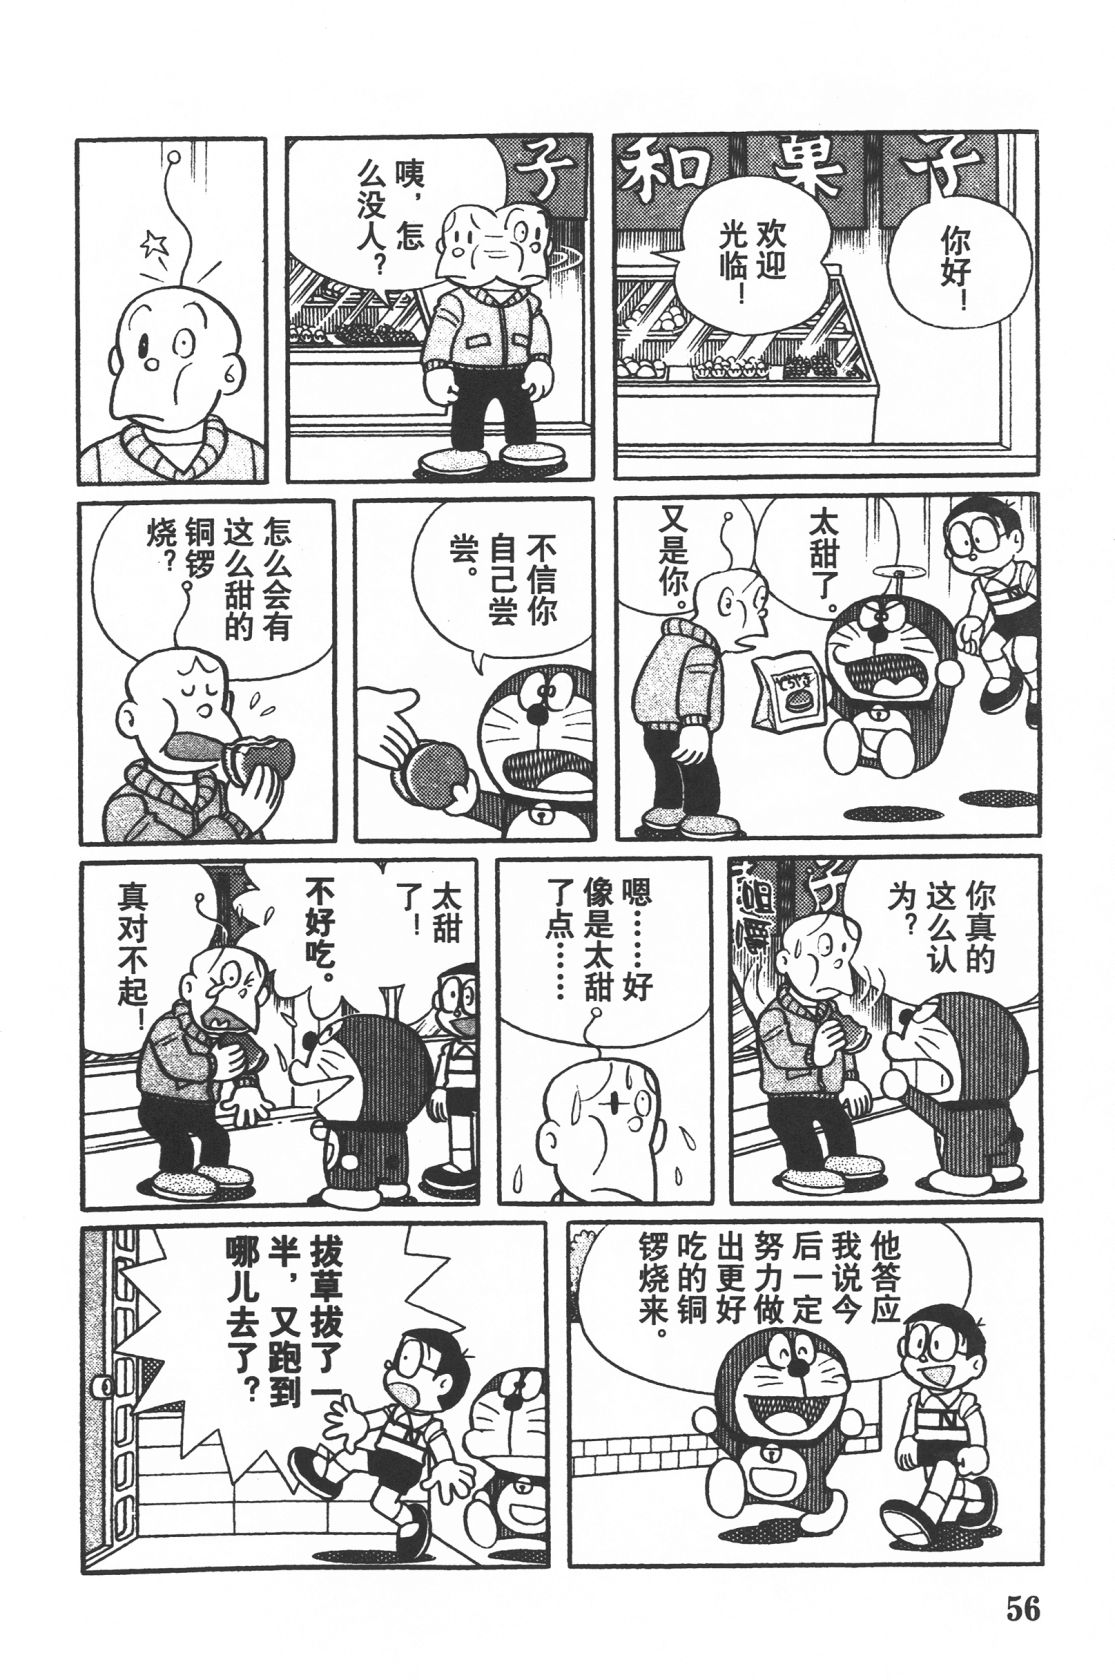 和菓子
你好！
欢迎
光临！
子
咦，怎
么没人？
太甜了。
又是你。
どらやき
不信你
自己尝
尝。
怎么会有
这么甜的
铜锣
烧？
子
你真的
这么认
为？
嗯……好
像是太甜
了点……
太甜
了！
不好吃。
真对不起！
他答应
我说今
后一定
努力做
出更好
吃的铜
锣烧来。
拔草拔了一
半，又跑到
哪儿去了？
N
56